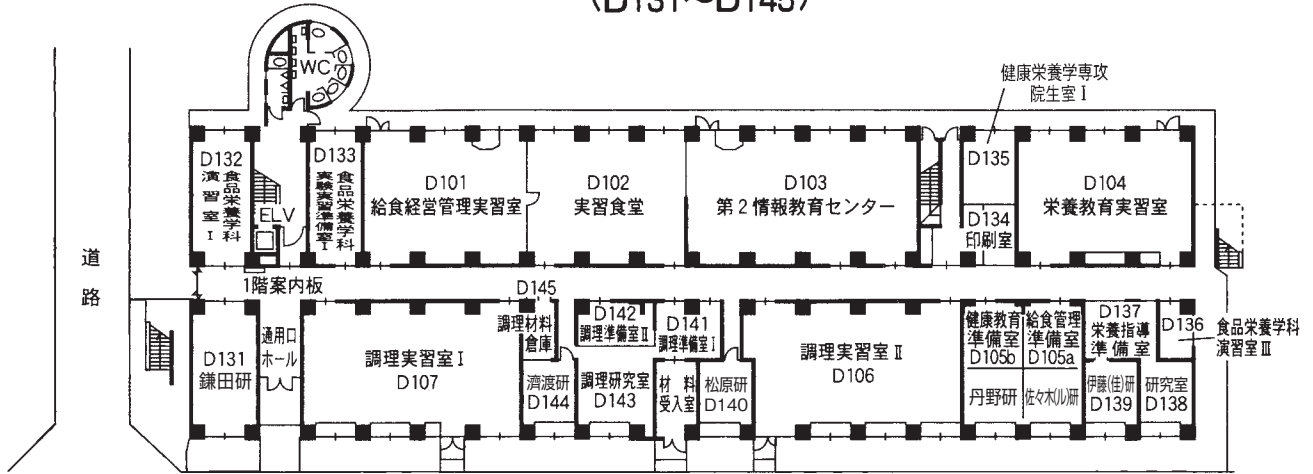 (D131〜D145)
WC
健康栄養学専攻
院生室Ⅰ
D132
食品栄養学科
演習室Ⅰ
ELV
D133
食品栄養学科
実験実習準備室Ⅰ
D101
給食経営管理実習室
D102
実習食堂
D103
第2情報教育センター
D135
D134
印刷室
D104
栄養教育実習室
道路
1階案内板
D131
鎌田研
通用口
ホール
調理実習室Ⅰ
D107
D145
調理材料
倉庫
D142
調理準備室Ⅱ
D141
調理準備室Ⅰ
濟渡研
D144
調理研究室
D143
材料
受入室
松原研
D140
調理実習室Ⅱ
D106
健康教育
準備室
D105b
丹野研
給食管理
準備室
D105a
佐々木(ル)研
D137
栄養指導
準備室
D136
食品栄養学科
演習室Ⅲ
伊藤(佳)研
D139
研究室
D138